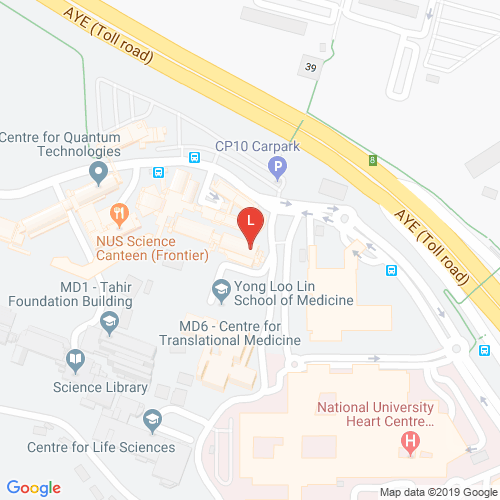 AYE (Toll road)
39
CP10 Carpark
P
8
Centre for Quantum
Technologies
L
AYE (Toll road)
NUS Science
Canteen (Frontier)
MD1 - Tahir
Foundation Building
Yong Loo Lin
School of Medicine
MD6 - Centre for
Translational Medicine
Science Library
National University
Heart Centre...
H
Centre for Life Sciences
Google
Map data ©2019 Google